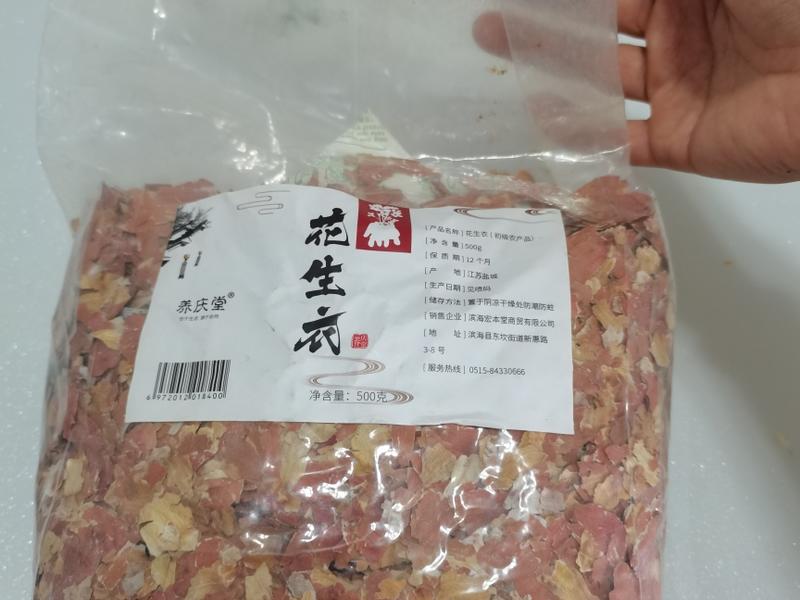 花生衣
养庆堂®
6972012018400
净含量：500克
[产品名称] 花生衣（初级农产品）
[净 含 量] 500g
[保 质 期] 12个月
[产 地] 江苏盐城
[生产日期] 见喷码
[储存方法] 置于阴凉干燥处防潮防蛀
[销售企业] 滨海宏本堂商贸有限公司
[地 址] 滨海县东坎街道新惠路
3-8号
[服务热线] 0515-84330666